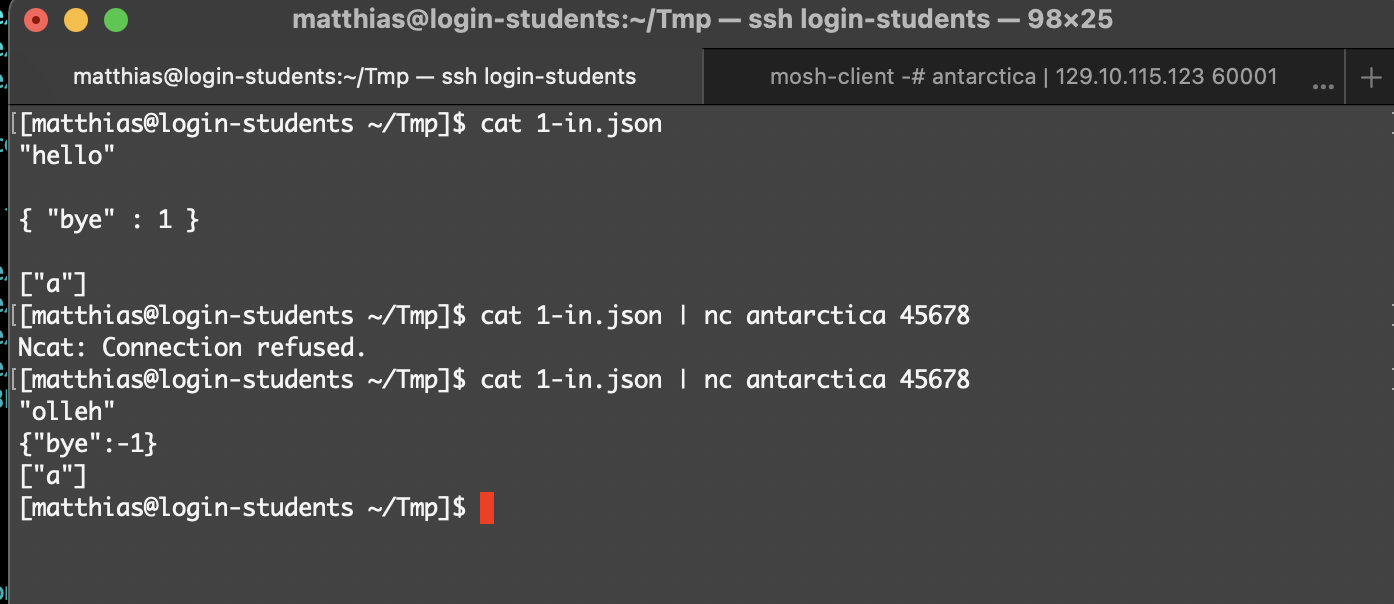 matthias@login-students:~/Tmp — ssh login-students — 98×25
matthias@login-students:~/Tmp — ssh login-students
mosh-client -# antarctica | 129.10.115.123 60001 ...
[[matthias@login-students ~/Tmp]$ cat 1-in.json
"hello"
{ "bye" : 1 }
["a"]
[[matthias@login-students ~/Tmp]$ cat 1-in.json | nc antarctica 45678
Ncat: Connection refused.
[[matthias@login-students ~/Tmp]$ cat 1-in.json | nc antarctica 45678
"olleh"
{"bye":-1}
["a"]
[matthias@login-students ~/Tmp]$